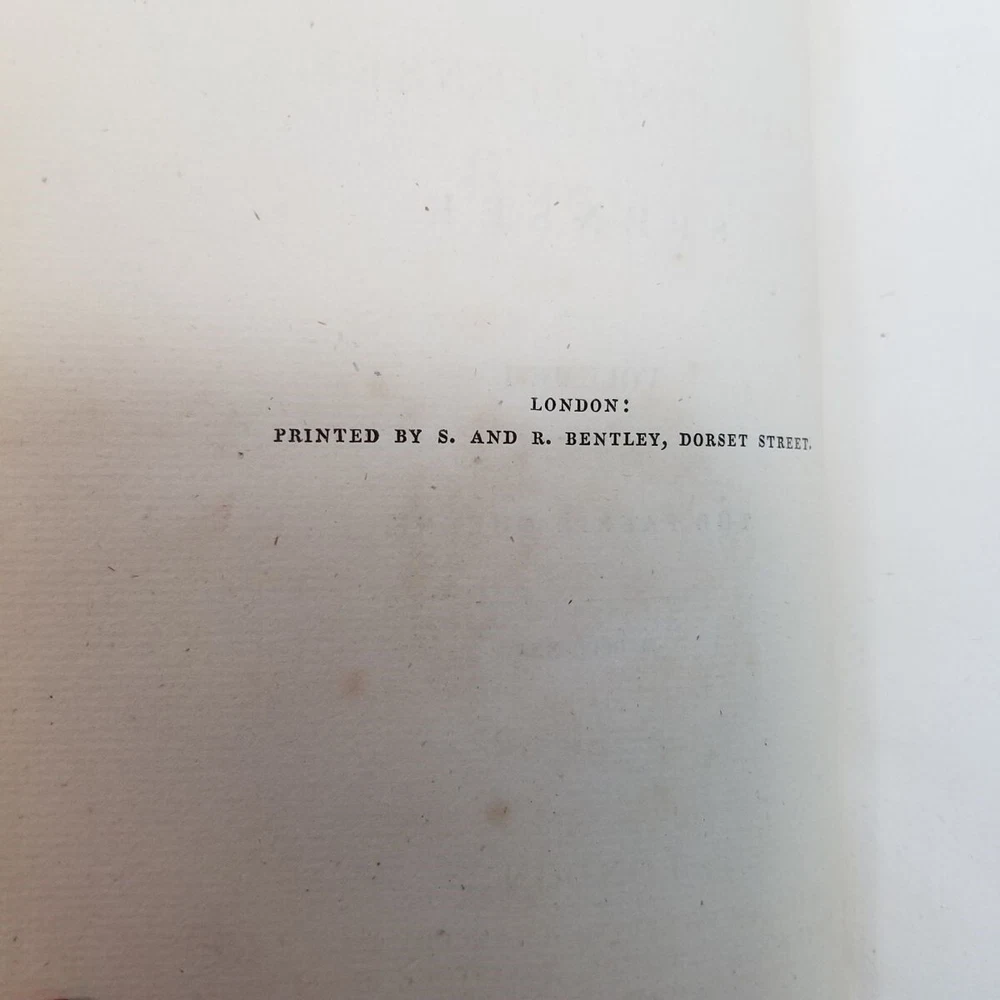 LONDON:
PRINTED BY S. AND R. BENTLEY, DORSET STREET.